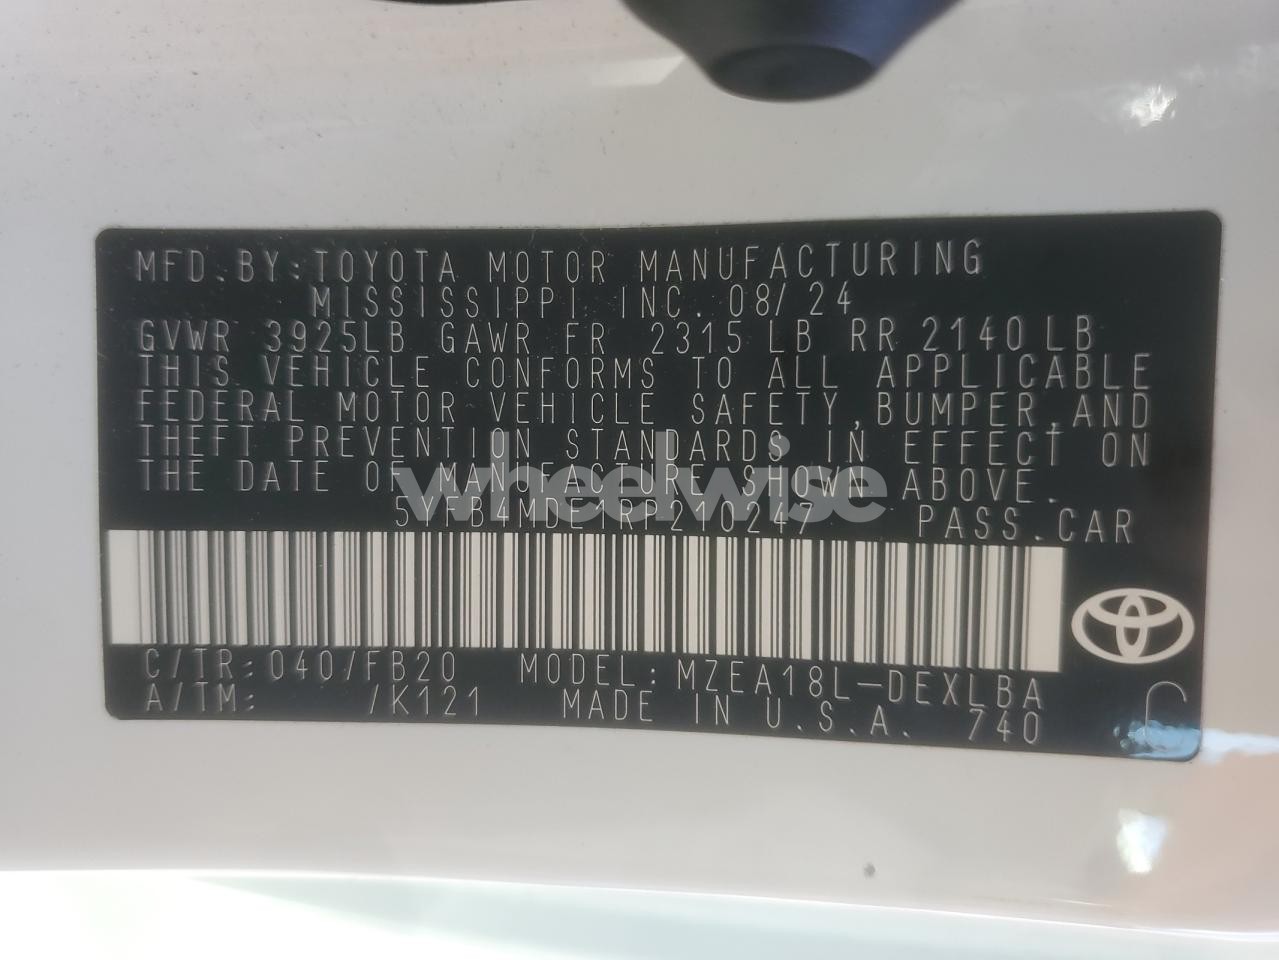 MFD.BY:TOYOTA MOTOR MANUFACTURING
MISSISSIPPI, INC. 08/24
GVWR 3925LB GAWR FR 2315 LB RR 2140 LB
THIS VEHICLE CONFORMS TO ALL APPLICABLE
FEDERAL MOTOR VEHICLE SAFETY,BUMPER,AND
THEFT PREVENTION STANDARDS IN EFFECT ON
THE DATE OF MANUFACTURE SHOWN ABOVE.
wheelwise
5YFB4MDE1RP210247 PASS.CAR
C/TR:040/FB20 MODEL:MZEA18L-DEXLBA
A/TM: /K121 MADE IN U.S.A. 740